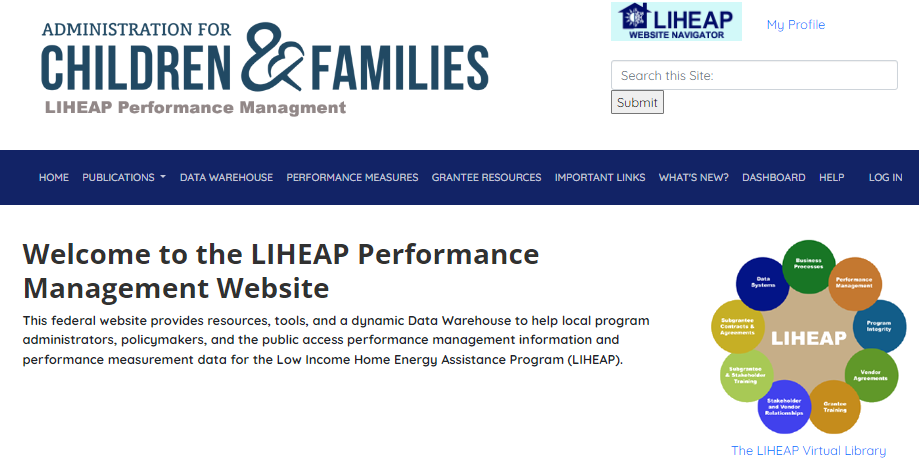 ADMINISTRATION FOR
CHILDREN & FAMILIES
LIHEAP Performance Managment
LIHEAP
WEBSITE NAVIGATOR
My Profile
Search this Site:
Submit
HOME PUBLICATIONS DATA WAREHOUSE PERFORMANCE MEASURES GRANTEE RESOURCES IMPORTANT LINKS WHAT'S NEW? DASHBOARD HELP LOG IN
Welcome to the LIHEAP Performance
Management Website
This federal website provides resources, tools, and a dynamic Data Warehouse to help local program
administrators, policymakers, and the public access performance management information and
performance measurement data for the Low Income Home Energy Assistance Program (LIHEAP).
Business
Processes
Performance
Management
Program
Integrity
Vendor
Agreements
Grantee
Training
Stakeholder
and Vendor
Relationships
Subgrantee
& Stakeholder
Training
Subgrantee
Contracts &
Agreements
Data
Systems
LIHEAP
The LIHEAP Virtual Library